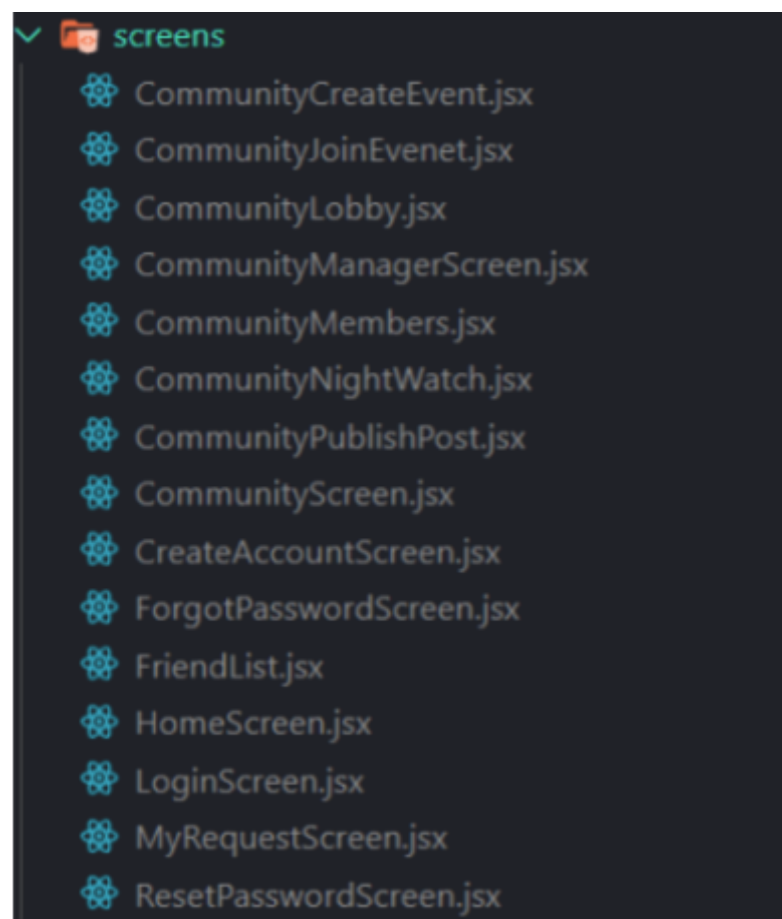 screens
CommunityCreateEvent.jsx
CommunityJoinEvenet.jsx
CommunityLobby.jsx
CommunityManagerScreen.jsx
CommunityMembers.jsx
CommunityNightWatch.jsx
CommunityPublishPost.jsx
CommunityScreen.jsx
CreateAccountScreen.jsx
ForgotPasswordScreen.jsx
FriendList.jsx
HomeScreen.jsx
LoginScreen.jsx
MyRequestScreen.jsx
ResetPasswordScreen.jsx